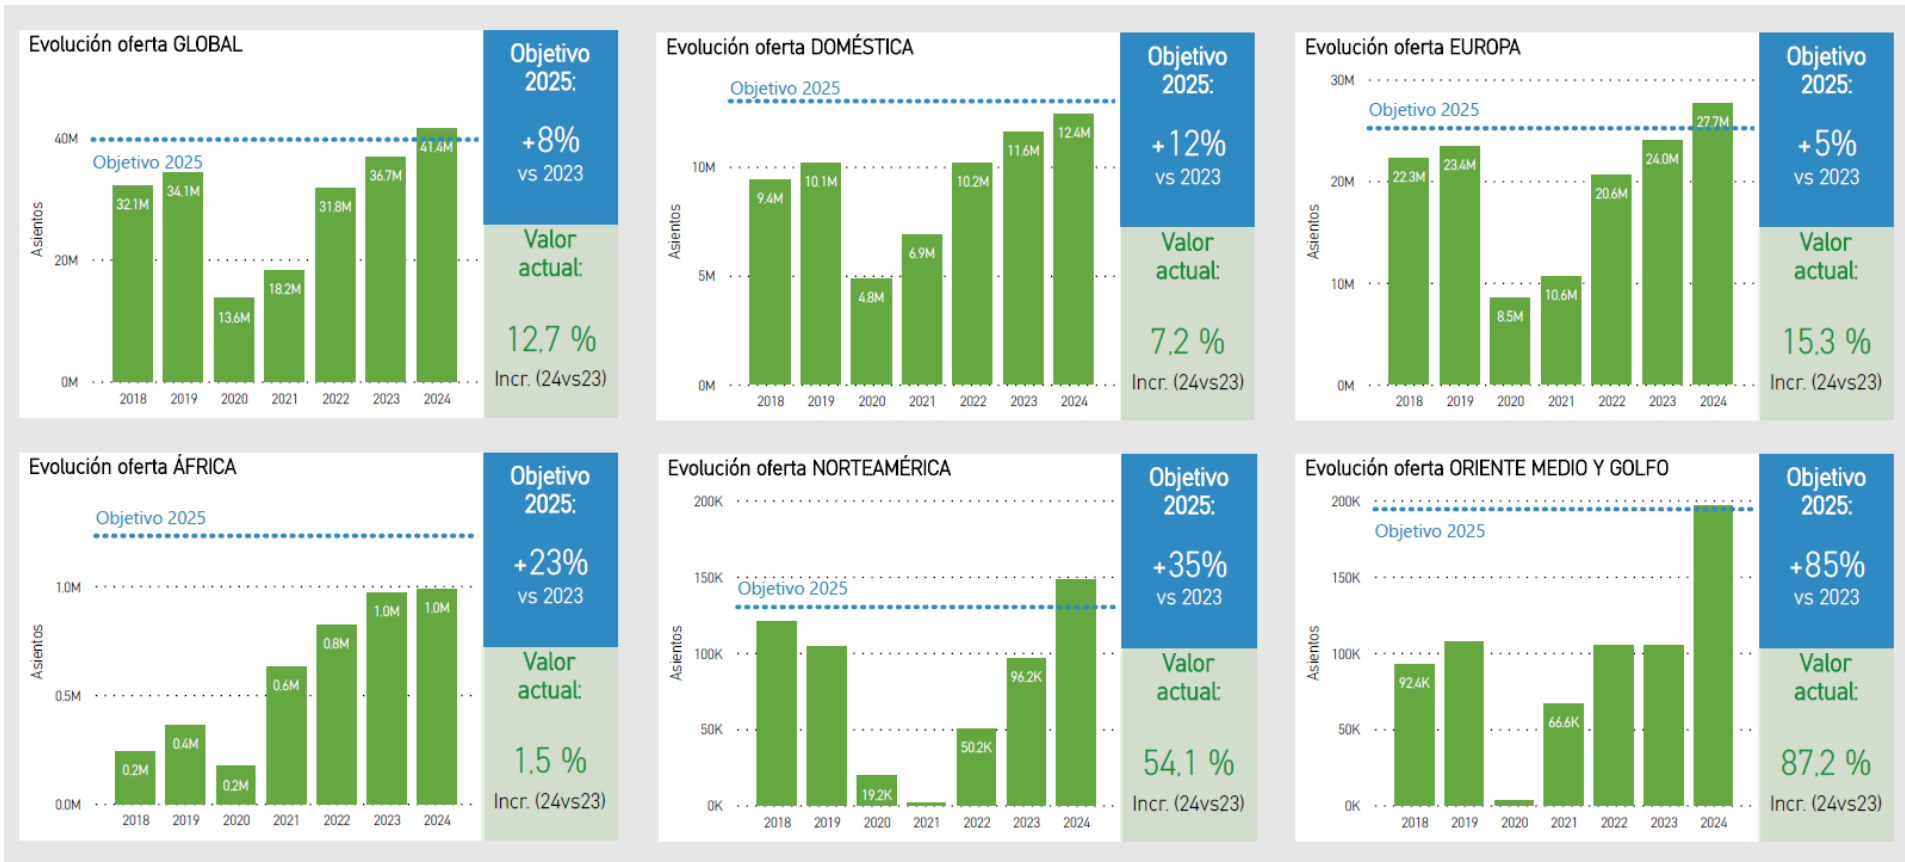 Evolución oferta GLOBAL
Objetivo 2025
40M
20M
0M
Asientos
32.1M
34.1M
13.6M
18.2M
31.8M
36.7M
41.4M
2018 2019 2020 2021 2022 2023 2024
Objetivo
2025:
+8%
vs 2023
Valor
actual:
12,7 %
Incr. (24vs23)
Evolución oferta DOMÉSTICA
Objetivo 2025
10M
5M
0M
Asientos
9.4M
10.1M
4.8M
6.9M
10.2M
11.6M
12.4M
2018 2019 2020 2021 2022 2023 2024
Objetivo
2025:
+12%
vs 2023
Valor
actual:
7,2 %
Incr. (24vs23)
Evolución oferta EUROPA
Objetivo 2025
30M
20M
10M
0M
Asientos
22.3M
23.4M
8.5M
10.6M
20.6M
24.0M
27.7M
2018 2019 2020 2021 2022 2023 2024
Objetivo
2025:
+5%
vs 2023
Valor
actual:
15,3 %
Incr. (24vs23)
Evolución oferta ÁFRICA
Objetivo 2025
1.0M
0.5M
0.0M
Asientos
0.2M
0.4M
0.2M
0.6M
0.8M
1.0M
1.0M
2018 2019 2020 2021 2022 2023 2024
Objetivo
2025:
+23%
vs 2023
Valor
actual:
1,5 %
Incr. (24vs23)
Evolución oferta NORTEAMÉRICA
200K
150K
Objetivo 2025
100K
50K
0K
Asientos
19.2K
50.2K
96.2K
2018 2019 2020 2021 2022 2023 2024
Objetivo
2025:
+35%
vs 2023
Valor
actual:
54,1 %
Incr. (24vs23)
Evolución oferta ORIENTE MEDIO Y GOLFO
200K
Objetivo 2025
150K
100K
50K
0K
Asientos
92.4K
66.6K
2018 2019 2020 2021 2022 2023 2024
Objetivo
2025:
+85%
vs 2023
Valor
actual:
87,2 %
Incr. (24vs23)